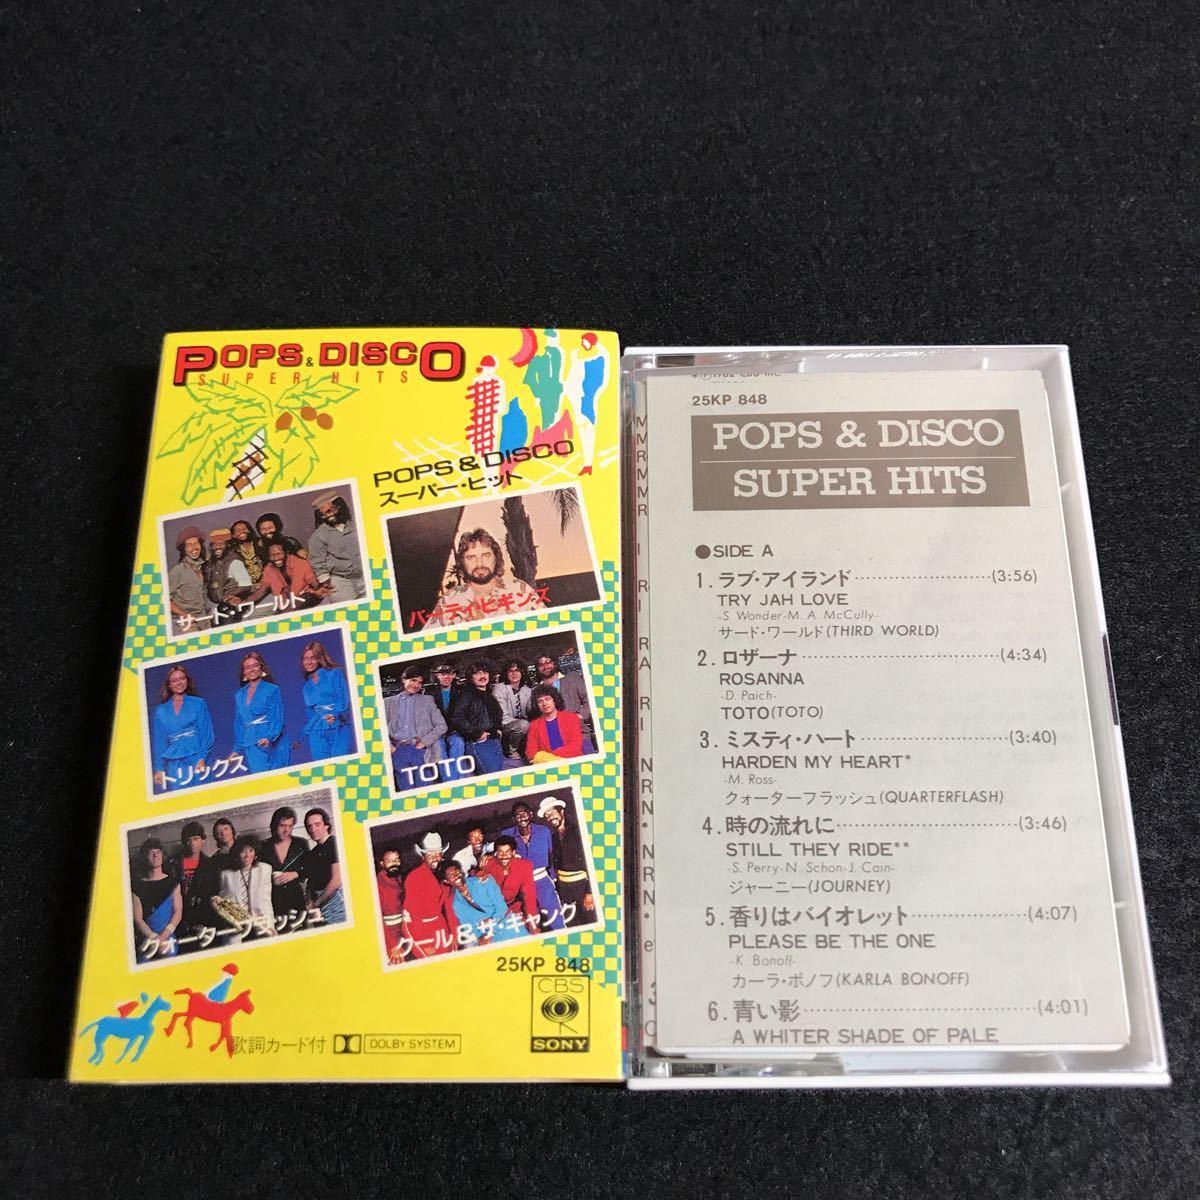 POPS & DISCO
SUPER HITS
POPS & DISCO
スーパー・ヒット
サード・ワールド
バーティ・ヒギンス
トリックス
TOTO
クォーターフラッシュ
クール&ザ・ギャング
25KP 848
CBS
SONY
歌詞カード付
DOLBY SYSTEM
25KP 848
POPS & DISCO
SUPER HITS
●SIDE A
1. ラブ・アイランド……………………(3:56)
TRY JAH LOVE
-S. Wonder-M. A. McCully-
サード・ワールド(THIRD WORLD)
2. ロザーナ……………………………(4:34)
ROSANNA
-D. Paich-
TOTO(TOTO)
3. ミスティ・ハート……………………(3:40)
HARDEN MY HEART*
-M. Ross-
クォーターフラッシュ(QUARTERFLASH)
4. 時の流れに…………………………(3:46)
STILL THEY RIDE**
-S. Perry-N. Schon-J. Cain-
ジャーニー(JOURNEY)
5. 香りはバイオレット…………………(4:07)
PLEASE BE THE ONE
-K. Bonoff-
カーラ・ボノフ(KARLA BONOFF)
6. 青い影………………………………(4:01)
A WHITER SHADE OF PALE